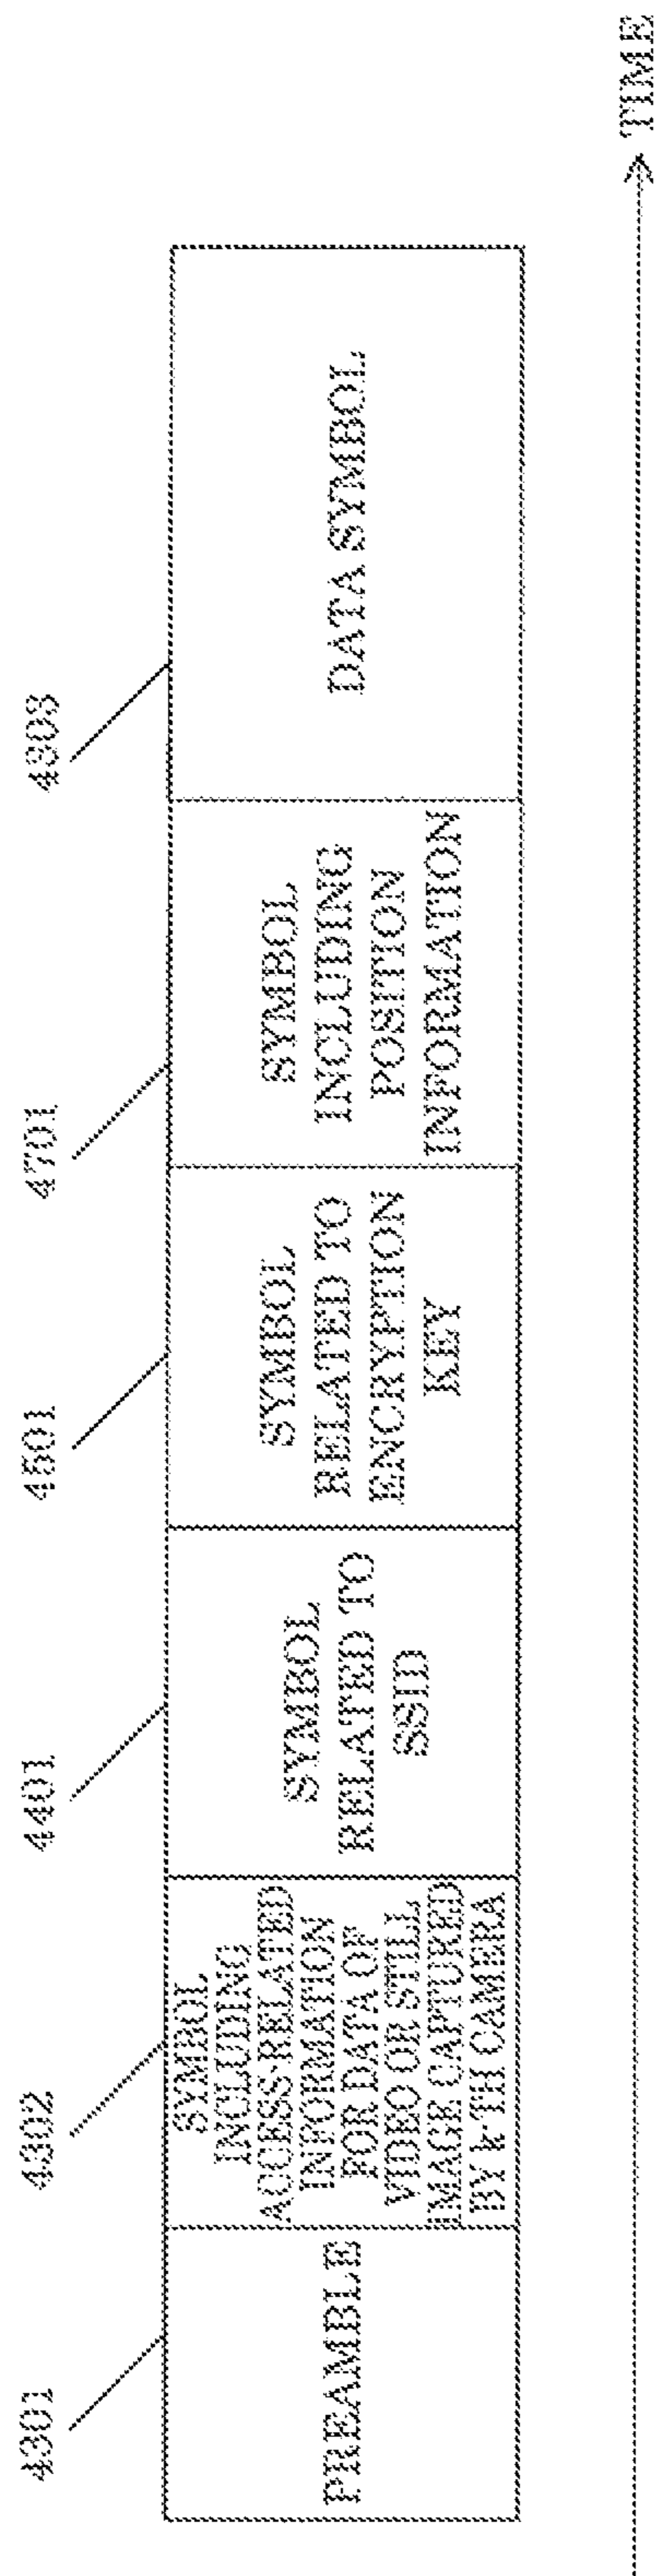 4301
PREAMBLE
4302
SYMBOL
INCLUDING
ACCESS-RELATED
INFORMATION
FOR DATA OF
VIDEO OR STILL
IMAGE CAPTURED
BY k-TH CAMERA
4401
SYMBOL
RELATED TO
SSID
4501
SYMBOL
RELATED TO
ENCRYPTION
KEY
4701
SYMBOL
INCLUDING
POSITION
INFORMATION
4303
DATA SYMBOL
TIME